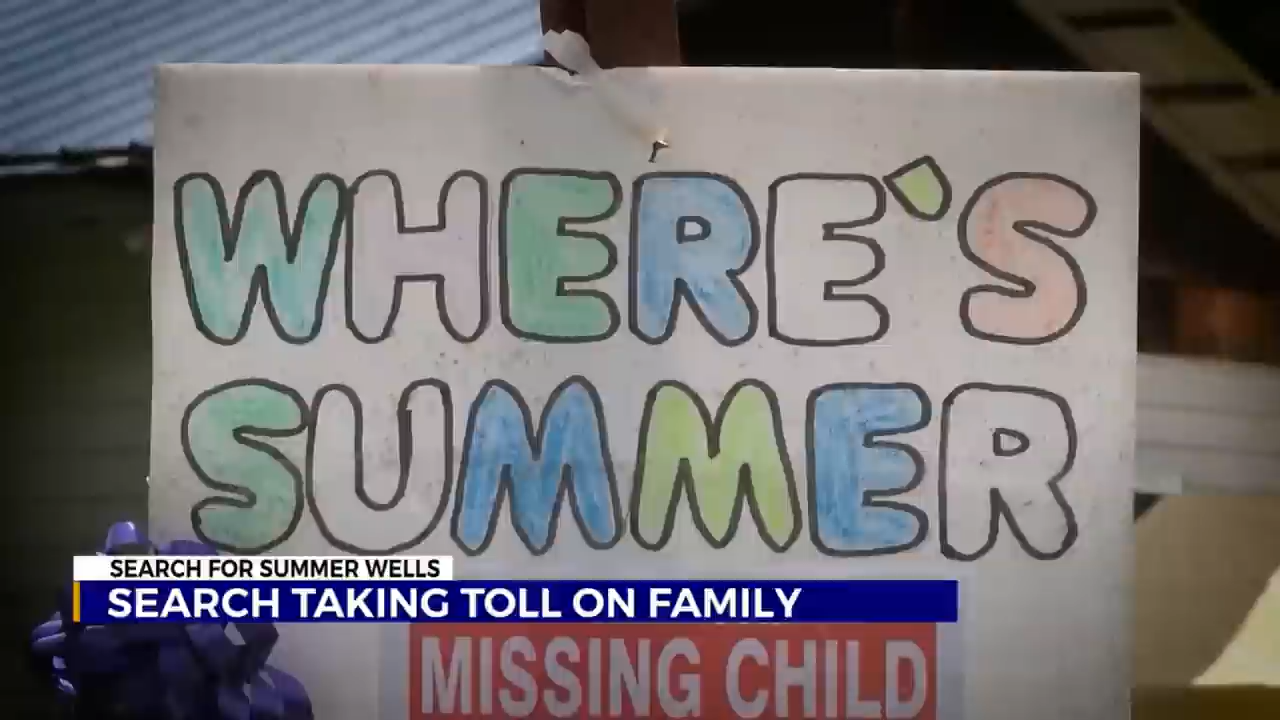 WHERE'S
SUMMER
SEARCH FOR SUMMER WELLS
SEARCH TAKING TOLL ON FAMILY
MISSING CHILD